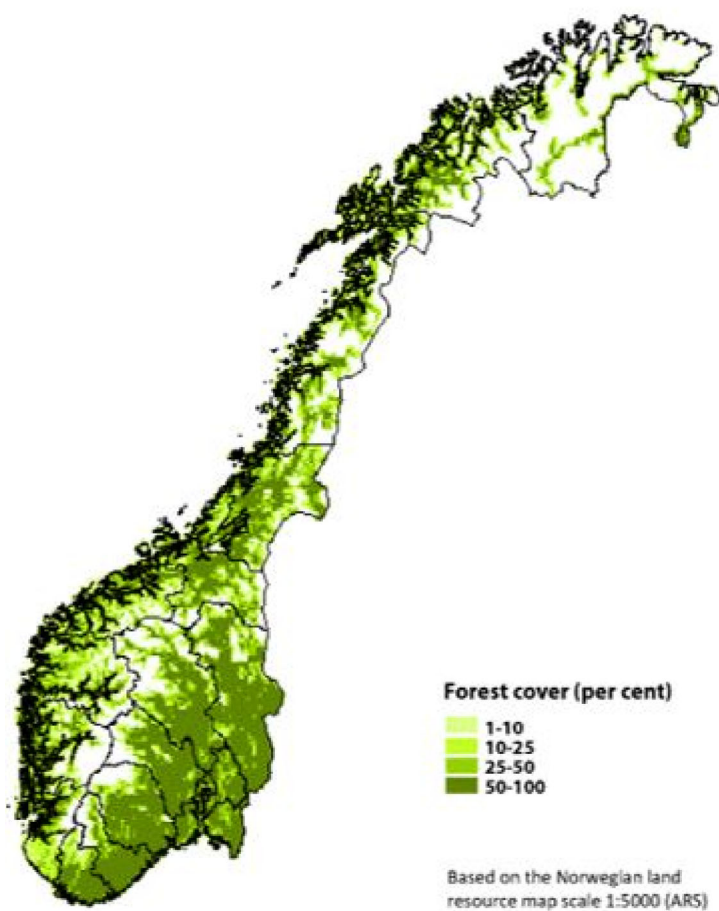 Forest cover (per cent)
1-10
10-25
25-50
50-100
Based on the Norwegian land
resource map scale 1:5000 (ARS)